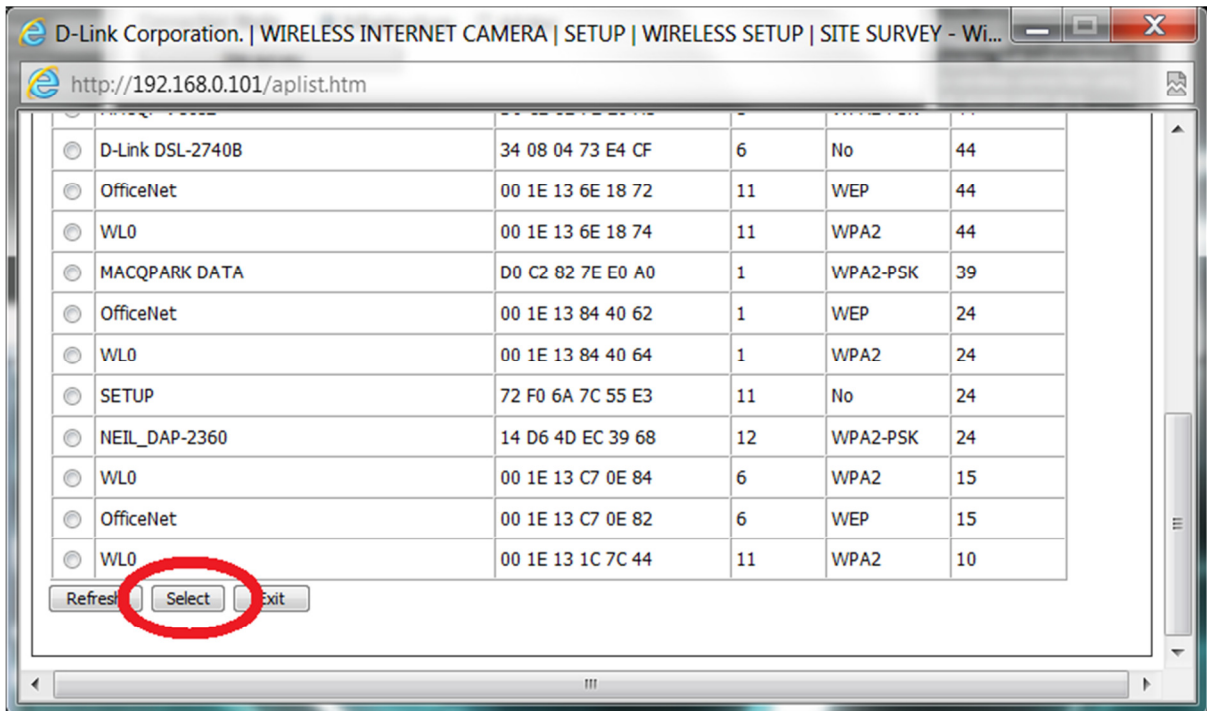 D-Link Corporation. | WIRELESS INTERNET CAMERA | SETUP | WIRELESS SETUP | SITE SURVEY - Wi...
http://192.168.0.101/aplist.htm
D-Link DSL-2740B 34 08 04 73 E4 CF 6 No 44
OfficeNet 00 1E 13 6E 18 72 11 WEP 44
WL0 00 1E 13 6E 18 74 11 WPA2 44
MACQPARK DATA D0 C2 82 7E E0 A0 1 WPA2-PSK 39
OfficeNet 00 1E 13 84 40 62 1 WEP 24
WL0 00 1E 13 84 40 64 1 WPA2 24
SETUP 72 F0 6A 7C 55 E3 11 No 24
NEIL_DAP-2360 14 D6 4D EC 39 68 12 WPA2-PSK 24
WL0 00 1E 13 C7 0E 84 6 WPA2 15
OfficeNet 00 1E 13 C7 0E 82 6 WEP 15
WL0 00 1E 13 1C 7C 44 11 WPA2 10
Refresh Select Exit